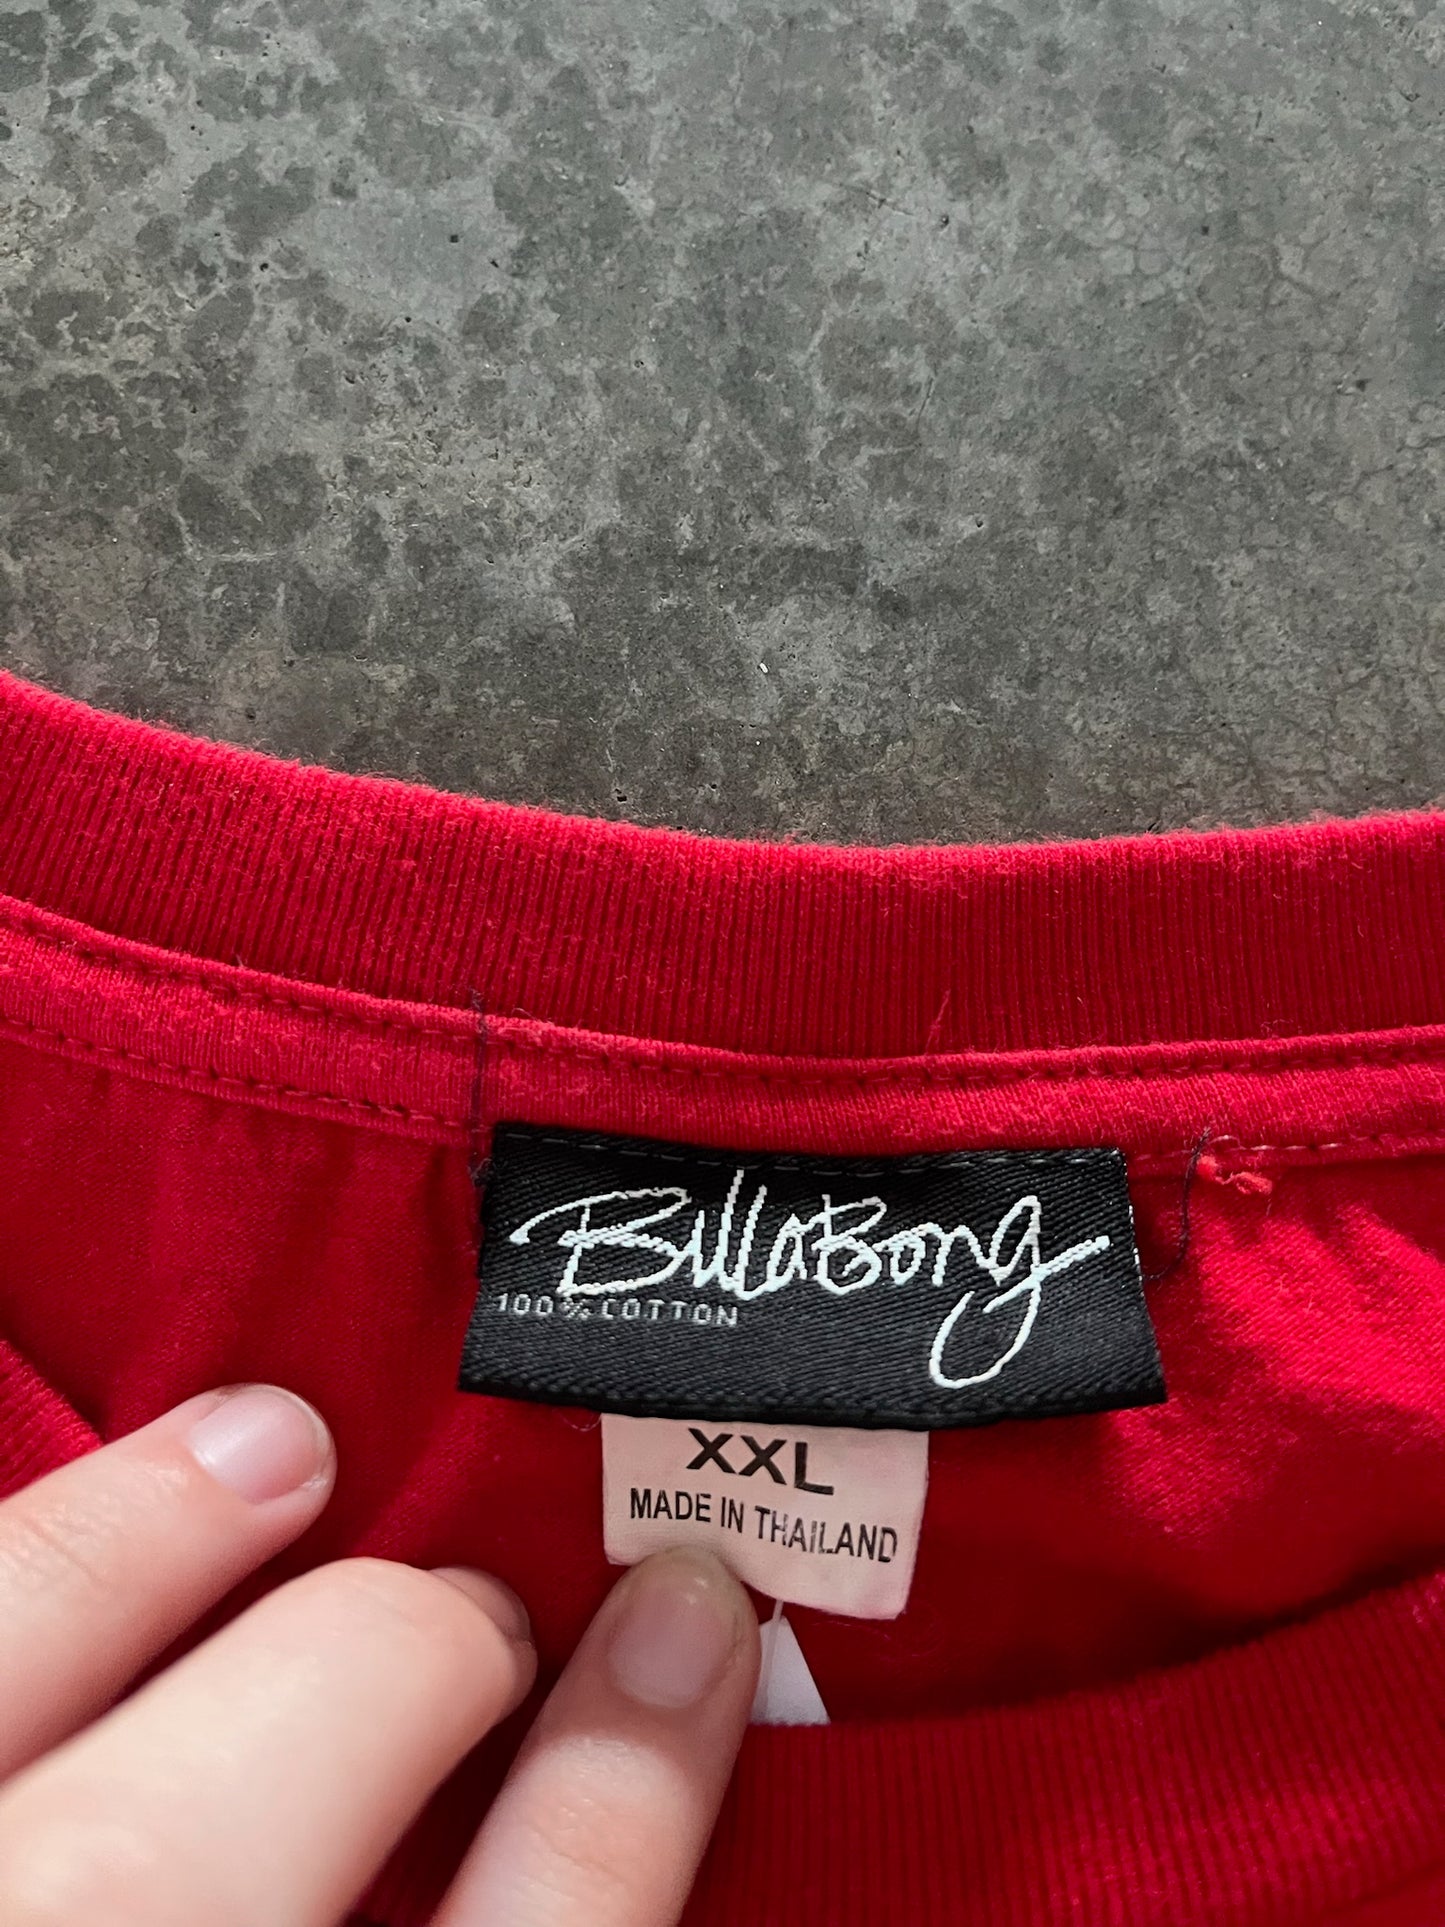 BillaBong
100% COTTON
XXL
MADE IN THAILAND